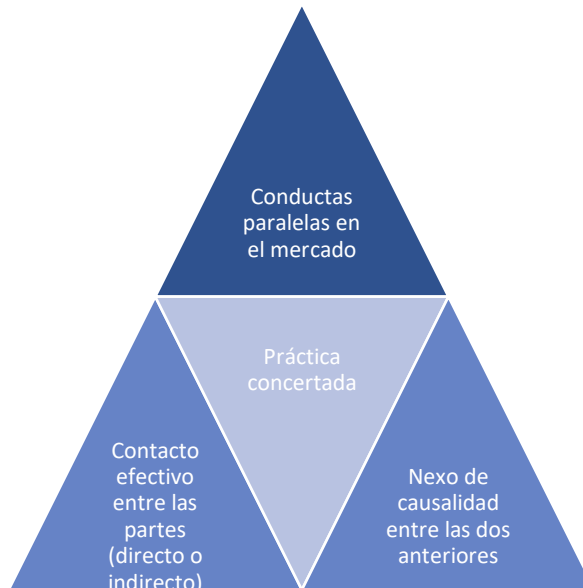 Conductas
paralelas en
el mercado
Práctica
concertada
Contacto
efectivo
entre las
partes
(directo o
indirecto)
Nexo de
causalidad
entre las dos
anteriores